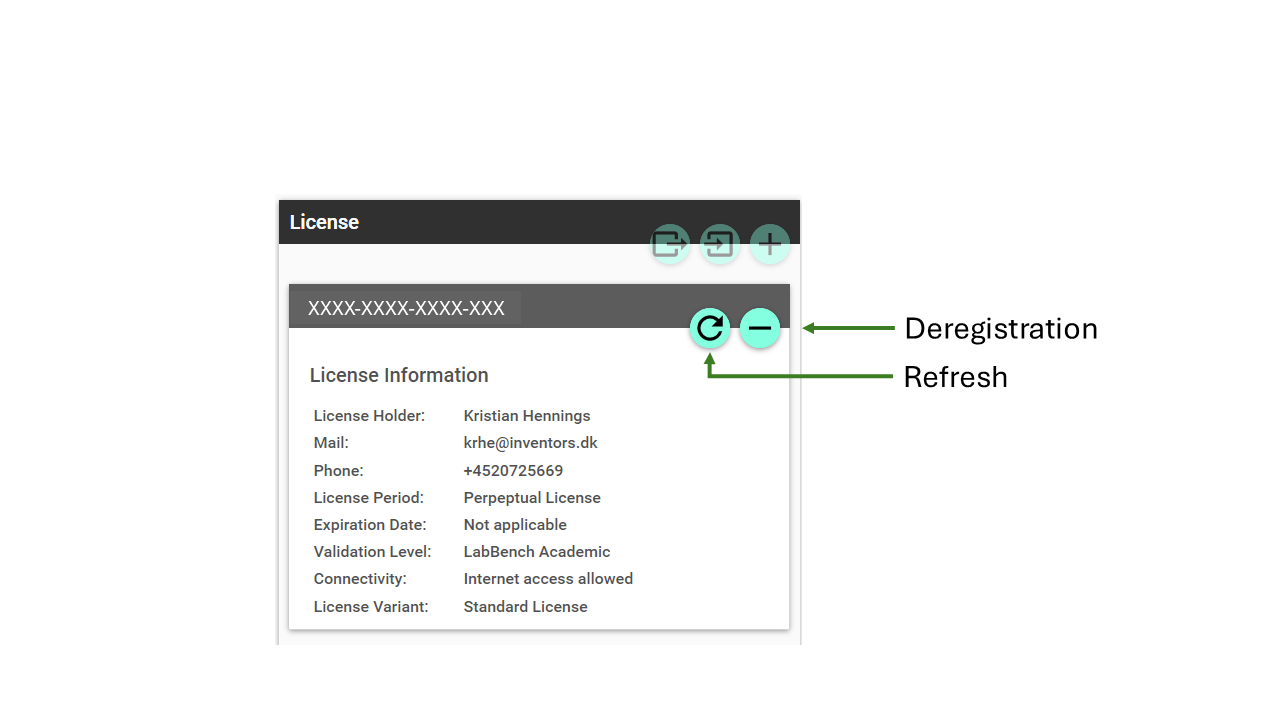 License
XXXX-XXXX-XXXX-XXX
Deregistration
Refresh
License Information
License Holder: Kristian Hennings
Mail: krhe@inventors.dk
Phone: +4520725669
License Period: Perpeptual License
Expiration Date: Not applicable
Validation Level: LabBench Academic
Connectivity: Internet access allowed
License Variant: Standard License